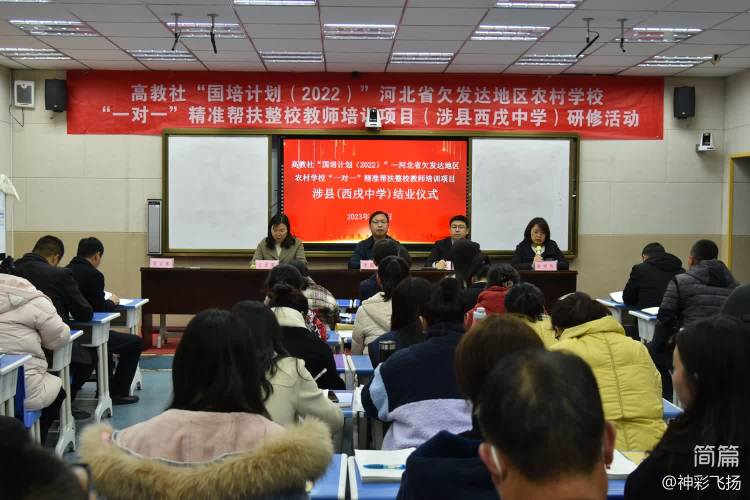 高教社“国培计划（2022）”河北省欠发达地区农村学校
“一对一”精准帮扶整校教师培训项目（涉县西戌中学）研修活动
高教社“国培计划（2022）”—河北省欠发达地区
农村学校“一对一”精准帮扶整校教师培训项目
涉县(西戌中学)结业仪式
2023年
简篇
@神彩飞扬